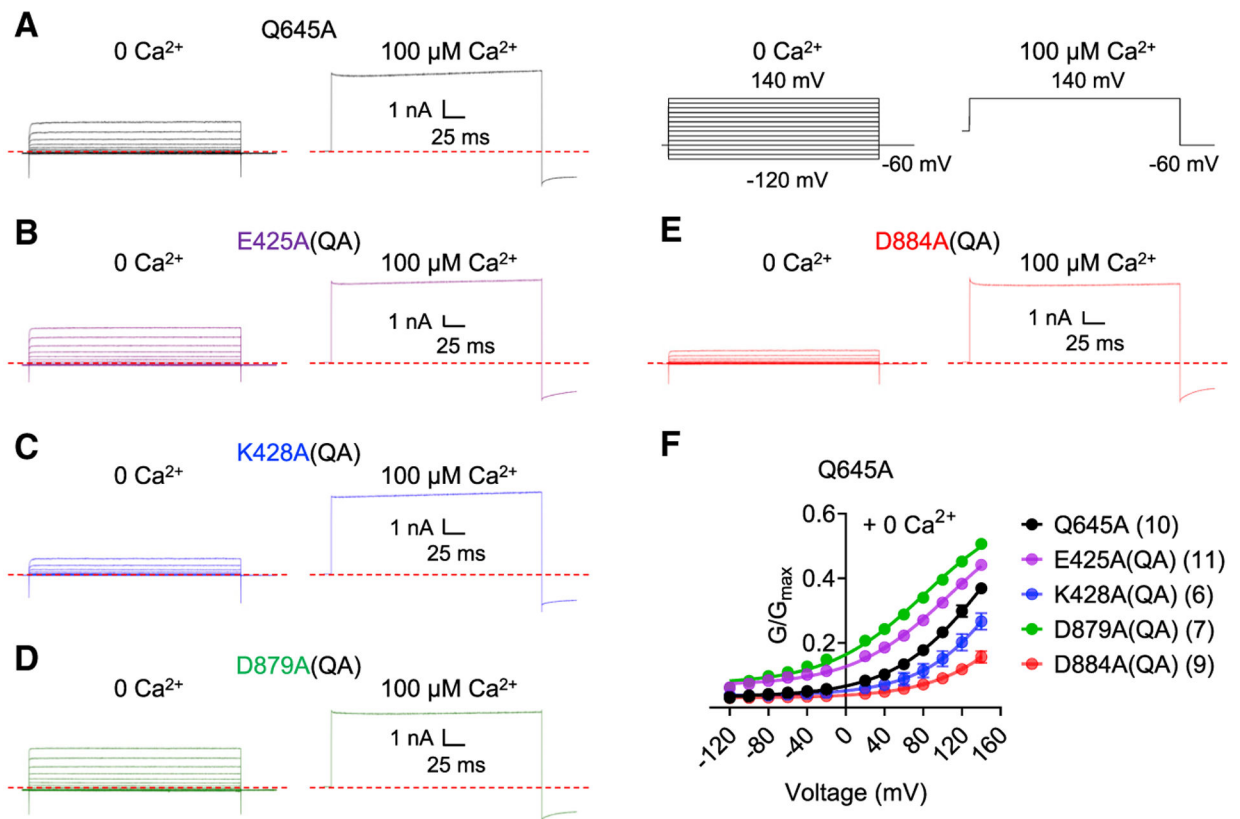 A
Q645A
0 Ca²⁺
100 µM Ca²⁺
1 nA
25 ms
0 Ca²⁺
100 µM Ca²⁺
140 mV
140 mV
-60 mV
-60 mV
-120 mV
B
E425A(QA)
0 Ca²⁺
100 µM Ca²⁺
1 nA
25 ms
E
D884A(QA)
0 Ca²⁺
100 µM Ca²⁺
1 nA
25 ms
C
K428A(QA)
0 Ca²⁺
100 µM Ca²⁺
1 nA
25 ms
D
D879A(QA)
0 Ca²⁺
100 µM Ca²⁺
1 nA
25 ms
F
Q645A
+ 0 Ca²⁺
0.6
0.4
0.2
G/Gmax
-120
-80
-40
0
40
80
120
160
Voltage (mV)
Q645A (10)
E425A(QA) (11)
K428A(QA) (6)
D879A(QA) (7)
D884A(QA) (9)